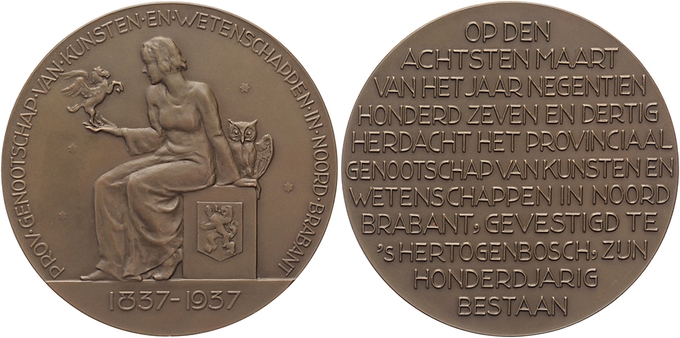 PROV·GENOOTSCHAP·VAN·KUNSTEN·EN·WETENSCHAPPEN·IN·NOORD·BRABANT
1837-1937
OP DEN
ACHTSTEN MAART
VAN HET JAAR NEGENTIEN
HONDERD ZEVEN EN DERTIG
HERDACHT HET PROVINCIAAL
GENOOTSCHAP VAN KUNSTEN EN
WETENSCHAPPEN IN NOORD
BRABANT, GEVESTIGD TE
'S HERTOGENBOSCH, ZIJN
HONDERDJARIG
BESTAAN